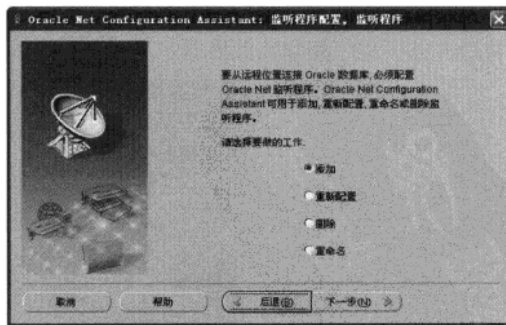 Oracle Net Configuration Assistant: 监听程序配置, 监听程序
要从远程位置连接 Oracle 数据库,必须配置
Oracle Net 监听程序。Oracle Net Configuration
Assistant 可用于添加,重新配置,重命名或删除监
听程序。
请选择要做的工作:
添加
重新配置
删除
重命名
取消
帮助
后退(B)
下一步(N)